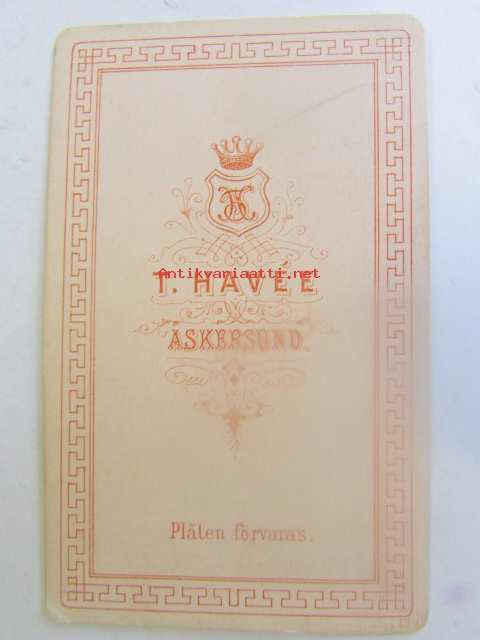 Antikvariaatti.net
T. HAVÉE
ASKERSUND.
Plåten förvaras.